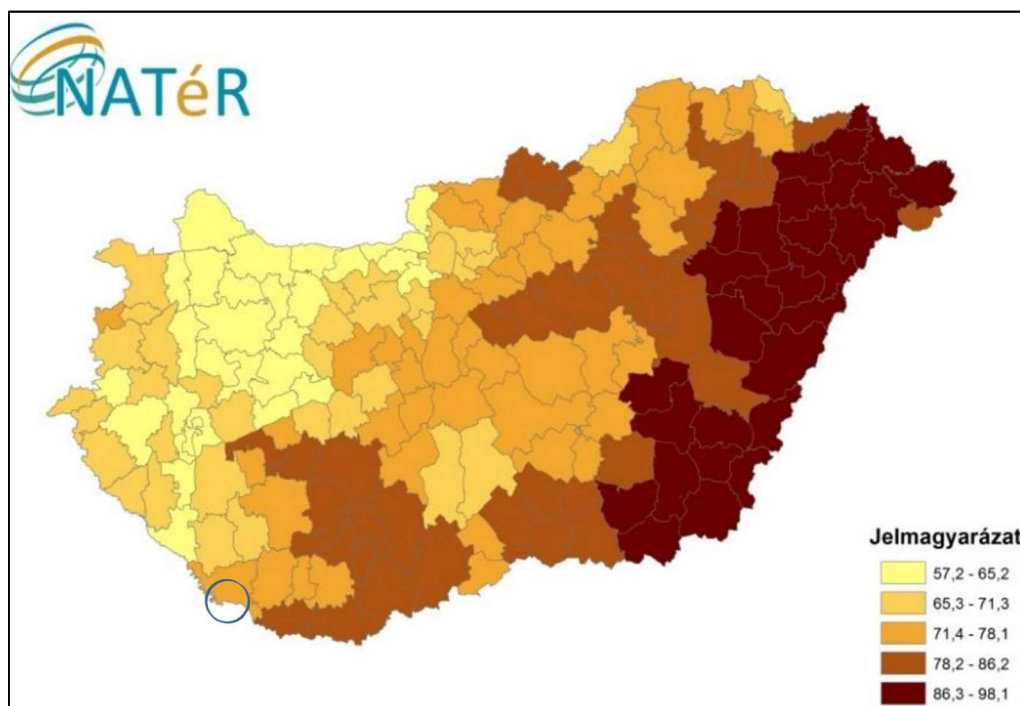 NATéR
Jelmagyarázat
57,2 - 65,2
65,3 - 71,3
71,4 - 78,1
78,2 - 86,2
86,3 - 98,1